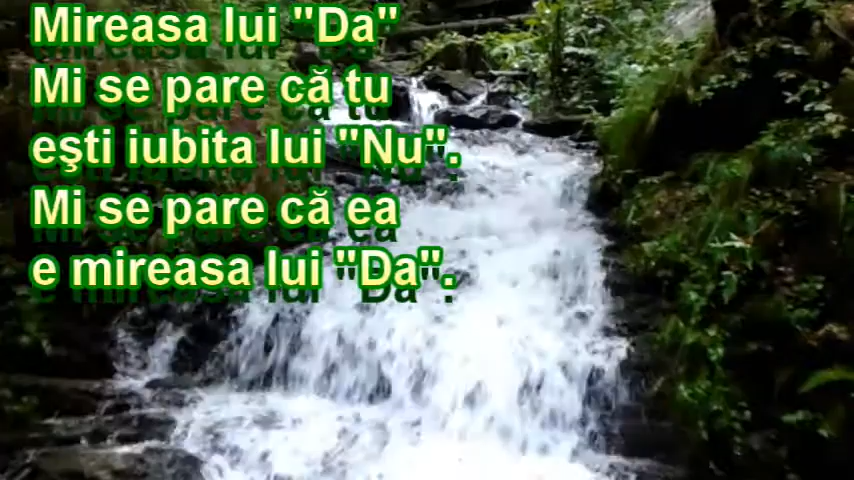 Mireasa lui "Da"
Mi se pare că tu
eşti iubita lui "Nu".
Mi se pare că ea
e mireasa lui "Da".